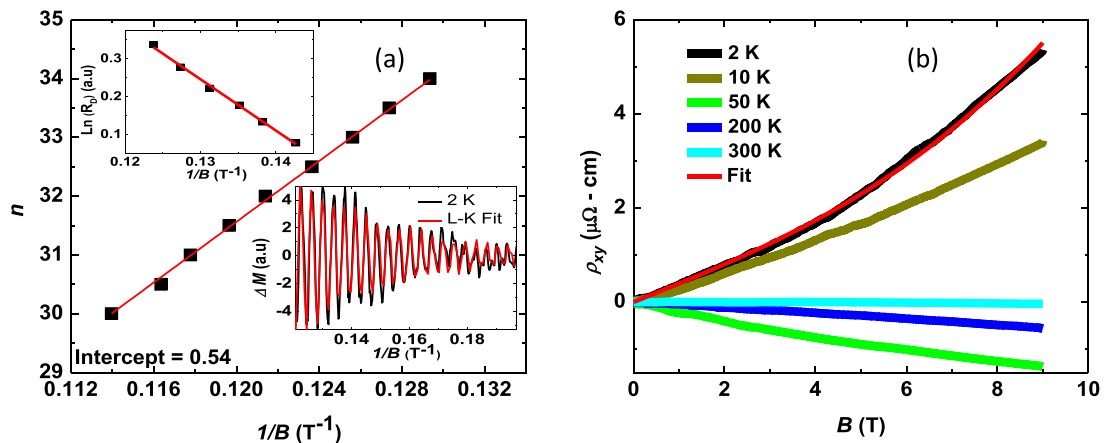 (a)
34
33
32
31
30
29
n
0.112
0.116
0.120
0.124
0.128
0.132
1/B (T-1)
Intercept = 0.54
0.3
0.2
0.1
Ln (RD) (a.u)
0.12
0.13
0.14
1/B (T-1)
2 K
L-K Fit
4
2
0
-2
-4
Δ M (a.u)
0.14
0.16
0.18
1/B (T-1)
(b)
2 K
10 K
50 K
200 K
300 K
Fit
6
4
2
0
ρxy (μΩ - cm)
0
2
4
6
8
10
B (T)